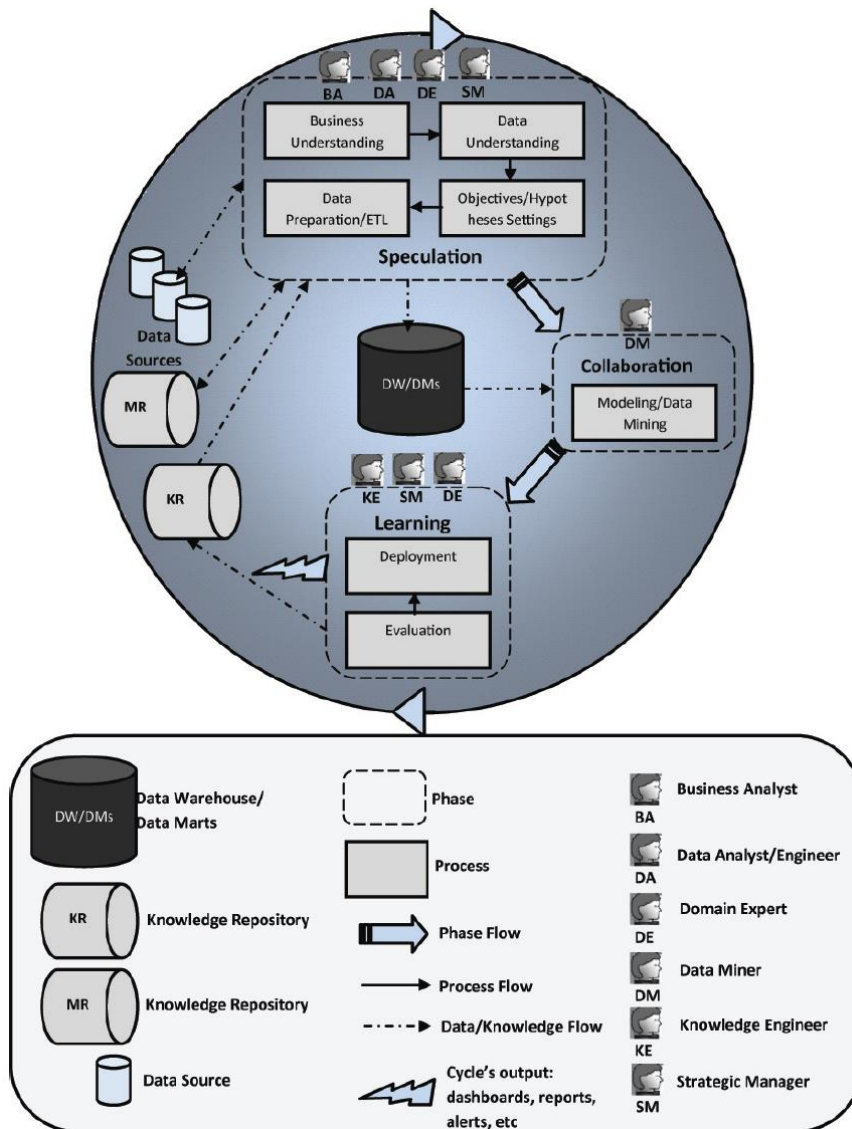 BA DA DE SM
Business
Understanding
Data
Understanding
Data
Preparation/ETL
Objectives/Hypot
heses Settings
Speculation
Data
Sources
DM
Collaboration
Modeling/Data
Mining
DW/DMs
MR
KR
KE SM DE
Learning
Deployment
Evaluation
DW/DMs
Data Warehouse/
Data Marts
KR
Knowledge Repository
MR
Knowledge Repository
Data Source
Phase
Process
Phase Flow
Process Flow
Data/Knowledge Flow
Cycle's output:
dashboards, reports,
alerts, etc
Business Analyst
BA
Data Analyst/Engineer
DA
Domain Expert
DE
Data Miner
DM
Knowledge Engineer
KE
Strategic Manager
SM